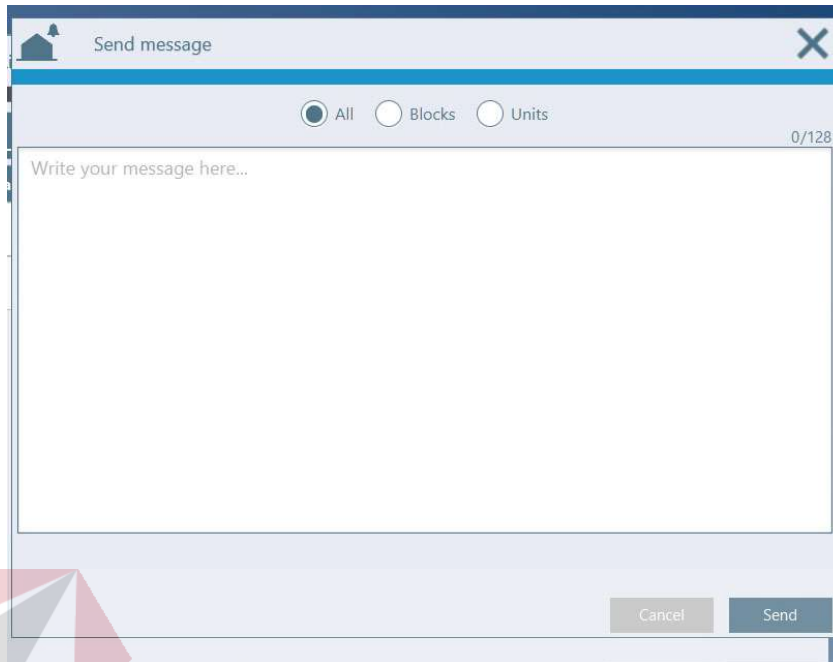 Send message
All Blocks Units
0/128
Write your message here...
Cancel Send